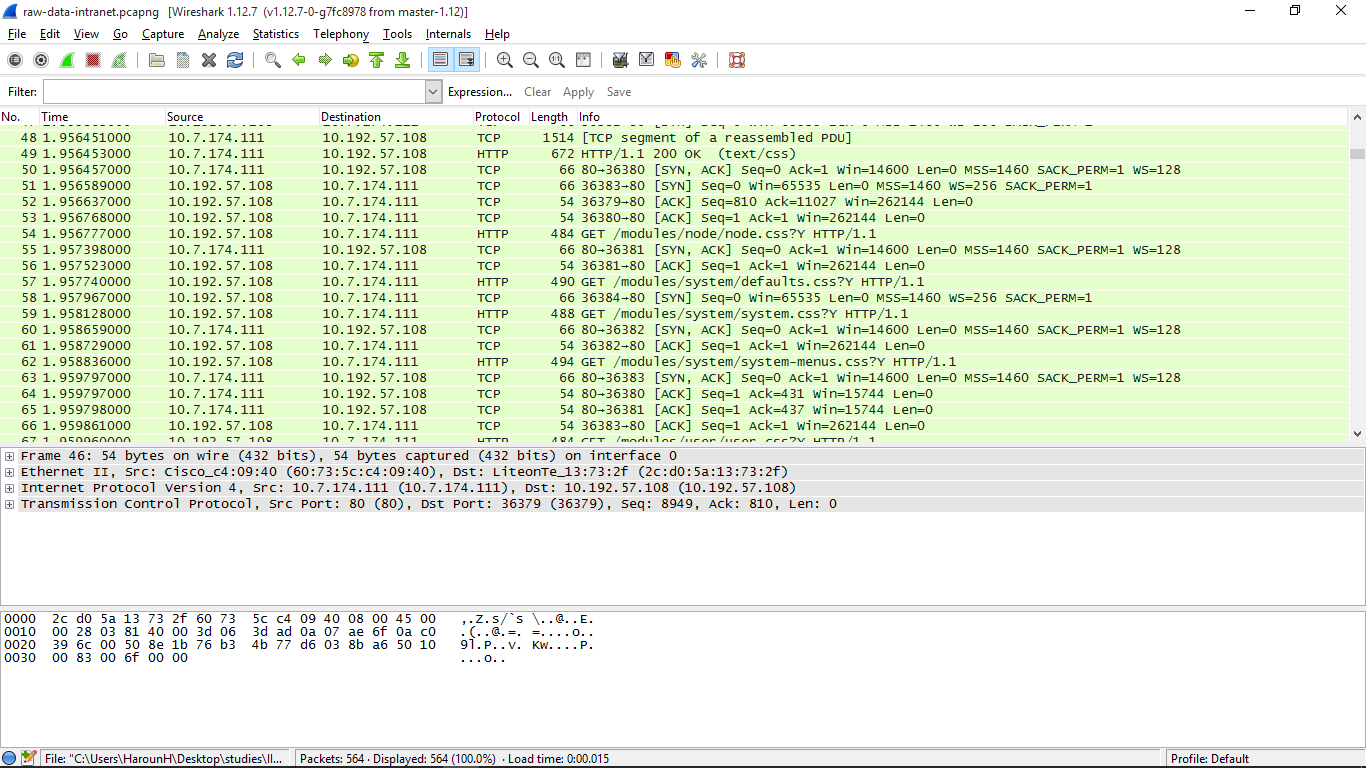 raw-data-intranet.pcapng [Wireshark 1.12.7 (v1.12.7-0-g7fc8978 from master-1.12)]
File Edit View Go Capture Analyze Statistics Telephony Tools Internals Help
Filter: Expression... Clear Apply Save
No. Time Source Destination Protocol Length Info
48 1.956451000 10.7.174.111 10.192.57.108 TCP 1514 [TCP segment of a reassembled PDU]
49 1.956453000 10.7.174.111 10.192.57.108 HTTP 672 HTTP/1.1 200 OK (text/css)
50 1.956457000 10.7.174.111 10.192.57.108 TCP 66 80→36380 [SYN, ACK] Seq=0 Ack=1 Win=14600 Len=0 MSS=1460 SACK_PERM=1 WS=128
51 1.956589000 10.192.57.108 10.7.174.111 TCP 66 36383→80 [SYN] Seq=0 Win=65535 Len=0 MSS=1460 WS=256 SACK_PERM=1
52 1.956637000 10.192.57.108 10.7.174.111 TCP 54 36379→80 [ACK] Seq=810 Ack=11027 Win=262144 Len=0
53 1.956768000 10.192.57.108 10.7.174.111 TCP 54 36380→80 [ACK] Seq=1 Ack=1 Win=262144 Len=0
54 1.956777000 10.192.57.108 10.7.174.111 HTTP 484 GET /modules/node/node.css?Y HTTP/1.1
55 1.957398000 10.7.174.111 10.192.57.108 TCP 66 80→36381 [SYN, ACK] Seq=0 Ack=1 Win=14600 Len=0 MSS=1460 SACK_PERM=1 WS=128
56 1.957523000 10.192.57.108 10.7.174.111 TCP 54 36381→80 [ACK] Seq=1 Ack=1 Win=262144 Len=0
57 1.957740000 10.192.57.108 10.7.174.111 HTTP 490 GET /modules/system/defaults.css?Y HTTP/1.1
58 1.957967000 10.192.57.108 10.7.174.111 TCP 66 36384→80 [SYN] Seq=0 Win=65535 Len=0 MSS=1460 WS=256 SACK_PERM=1
59 1.958128000 10.192.57.108 10.7.174.111 HTTP 488 GET /modules/system/system.css?Y HTTP/1.1
60 1.958659000 10.7.174.111 10.192.57.108 TCP 66 80→36382 [SYN, ACK] Seq=0 Ack=1 Win=14600 Len=0 MSS=1460 SACK_PERM=1 WS=128
61 1.958729000 10.192.57.108 10.7.174.111 TCP 54 36382→80 [ACK] Seq=1 Ack=1 Win=262144 Len=0
62 1.958836000 10.192.57.108 10.7.174.111 HTTP 494 GET /modules/system/system-menus.css?Y HTTP/1.1
63 1.959797000 10.7.174.111 10.192.57.108 TCP 66 80→36383 [SYN, ACK] Seq=0 Ack=1 Win=14600 Len=0 MSS=1460 SACK_PERM=1 WS=128
64 1.959797000 10.7.174.111 10.192.57.108 TCP 54 80→36380 [ACK] Seq=1 Ack=431 Win=15744 Len=0
65 1.959798000 10.7.174.111 10.192.57.108 TCP 54 80→36381 [ACK] Seq=1 Ack=437 Win=15744 Len=0
66 1.959861000 10.192.57.108 10.7.174.111 TCP 54 36383→80 [ACK] Seq=1 Ack=1 Win=262144 Len=0
67 1.959960000 10.192.57.108 10.7.174.111 HTTP 484 GET /modules/user/user.css?Y HTTP/1.1
Frame 46: 54 bytes on wire (432 bits), 54 bytes captured (432 bits) on interface 0
Ethernet II, Src: Cisco_c4:09:40 (60:73:5c:c4:09:40), Dst: LiteonTe_13:73:2f (2c:d0:5a:13:73:2f)
Internet Protocol Version 4, Src: 10.7.174.111 (10.7.174.111), Dst: 10.192.57.108 (10.192.57.108)
Transmission Control Protocol, Src Port: 80 (80), Dst Port: 36379 (36379), Seq: 8949, Ack: 810, Len: 0
0000 2c d0 5a 13 73 2f 60 73 5c c4 09 40 08 00 45 00 ,.Z.s/`s \..@..E.
0010 00 28 03 81 40 00 3d 06 3d ad 0a 07 ae 6f 0a c0 .(..@.=. =....o..
0020 39 6c 00 50 8e 1b 76 b3 4b 77 d6 03 8b a6 50 10 9l.P..v. Kw....P.
0030 00 83 00 6f 00 00 ...o..
File: "C:\Users\HarounH\Desktop\studies\II... Packets: 564 · Displayed: 564 (100.0%) · Load time: 0:00.015 Profile: Default